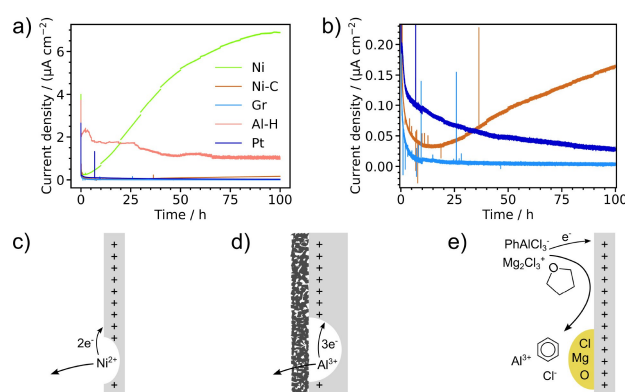 a)
Current density / (μA cm⁻²)
6
4
2
0
Ni
Ni-C
Gr
Al-H
Pt
0 25 50 75 100
Time / h
b)
Current density / (μA cm⁻²)
0.20
0.15
0.10
0.05
0.00
0 25 50 75 100
Time / h
c)
+
+
+
+
+
+
+
+
2e⁻
Ni²⁺
+
+
d)
+
+
+
+
+
+
+
3e⁻
Al³⁺
+
e)
PhAlCl₃⁻
e⁻
Mg₂Cl₃⁺
O
+
+
+
+
+
+
+
+
+
+
+
+
Al³⁺
Cl⁻
Cl
Mg
O